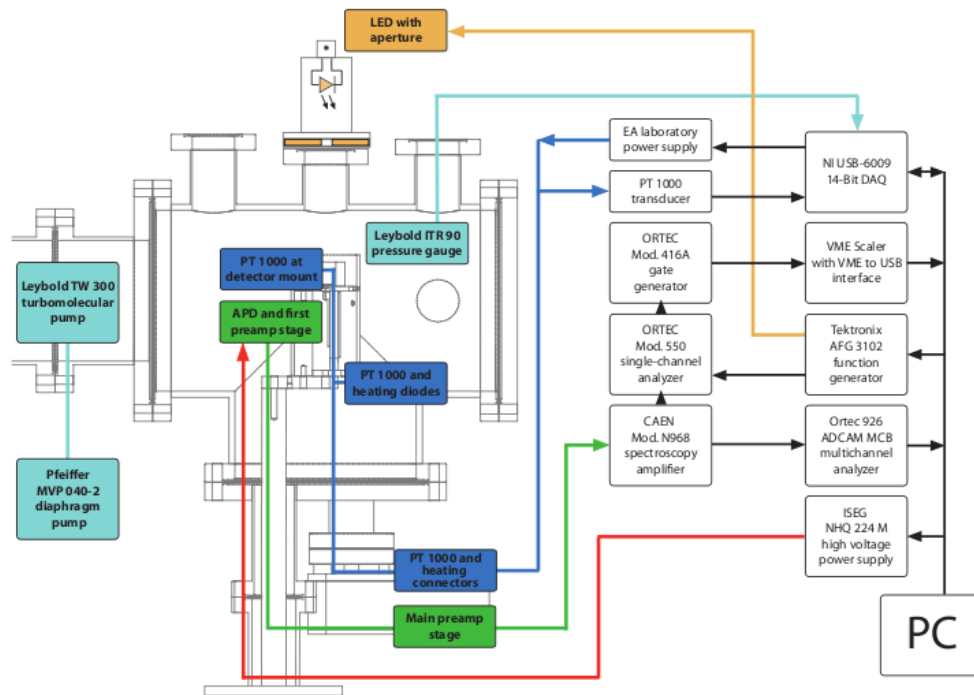 LED with
aperture
EA laboratory
power supply
NI USB-6009
14-Bit DAQ
PT 1000
transducer
Leybold ITR 90
pressure gauge
PT 1000 at
detector mount
ORTEC
Mod. 416A
gate
generator
VME Scaler
with VME to USB
interface
Leybold TW 300
turbomolecular
pump
APD and first
preamp stage
ORTEC
Mod. 550
single-channel
analyzer
Tektronix
AFG 3102
function
generator
PT 1000 and
heating diodes
CAEN
Mod. N968
spectroscopy
amplifier
Ortec 926
ADCAM MCB
multichannel
analyzer
Pfeiffer
MVP 040-2
diaphragm
pump
ISEG
NHQ 224 M
high voltage
power supply
PT 1000 and
heating
connectors
Main preamp
stage
PC